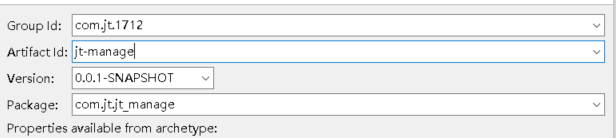 Group Id: com.jt.1712
Artifact Id: jt-manage
Version: 0.0.1-SNAPSHOT
Package: com.jt.jt_manage
Properties available from archetype: